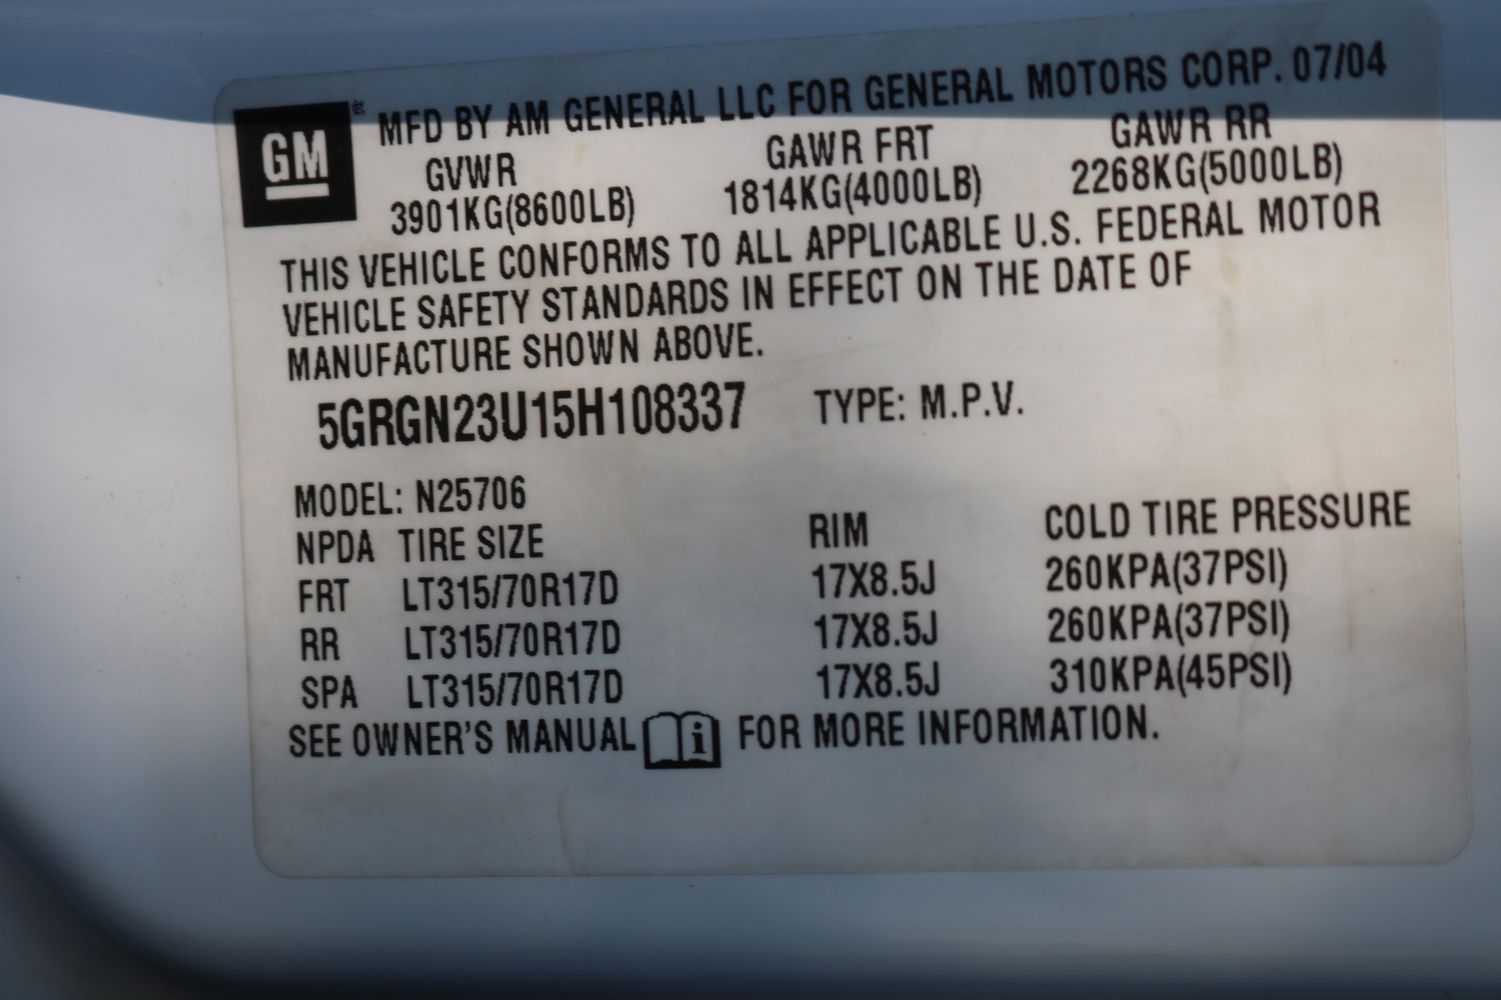 GM® MFD BY AM GENERAL LLC FOR GENERAL MOTORS CORP. 07/04
GVWR GAWR FRT GAWR RR
3901KG(8600LB) 1814KG(4000LB) 2268KG(5000LB)
THIS VEHICLE CONFORMS TO ALL APPLICABLE U.S. FEDERAL MOTOR
VEHICLE SAFETY STANDARDS IN EFFECT ON THE DATE OF
MANUFACTURE SHOWN ABOVE.
5GRGN23U15H108337 TYPE: M.P.V.
MODEL: N25706
NPDA TIRE SIZE RIM COLD TIRE PRESSURE
FRT LT315/70R17D 17X8.5J 260KPA(37PSI)
RR LT315/70R17D 17X8.5J 260KPA(37PSI)
SPA LT315/70R17D 17X8.5J 310KPA(45PSI)
SEE OWNER'S MANUAL i FOR MORE INFORMATION.